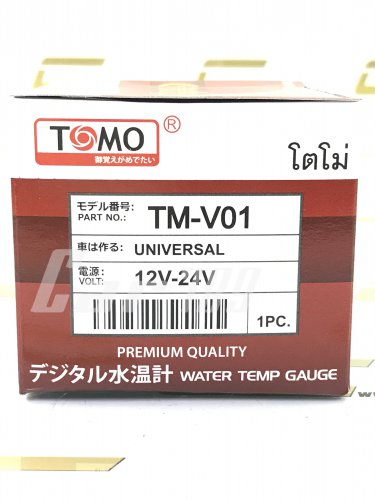 TOMO®
御覚えがめでたい
โตโม่
モデル番号:
PART NO.:
TM-V01
車は作る: UNIVERSAL
電源:
VOLT:
12V-24V
1PC.
PREMIUM QUALITY
デジタル水温計 WATER TEMP GAUGE